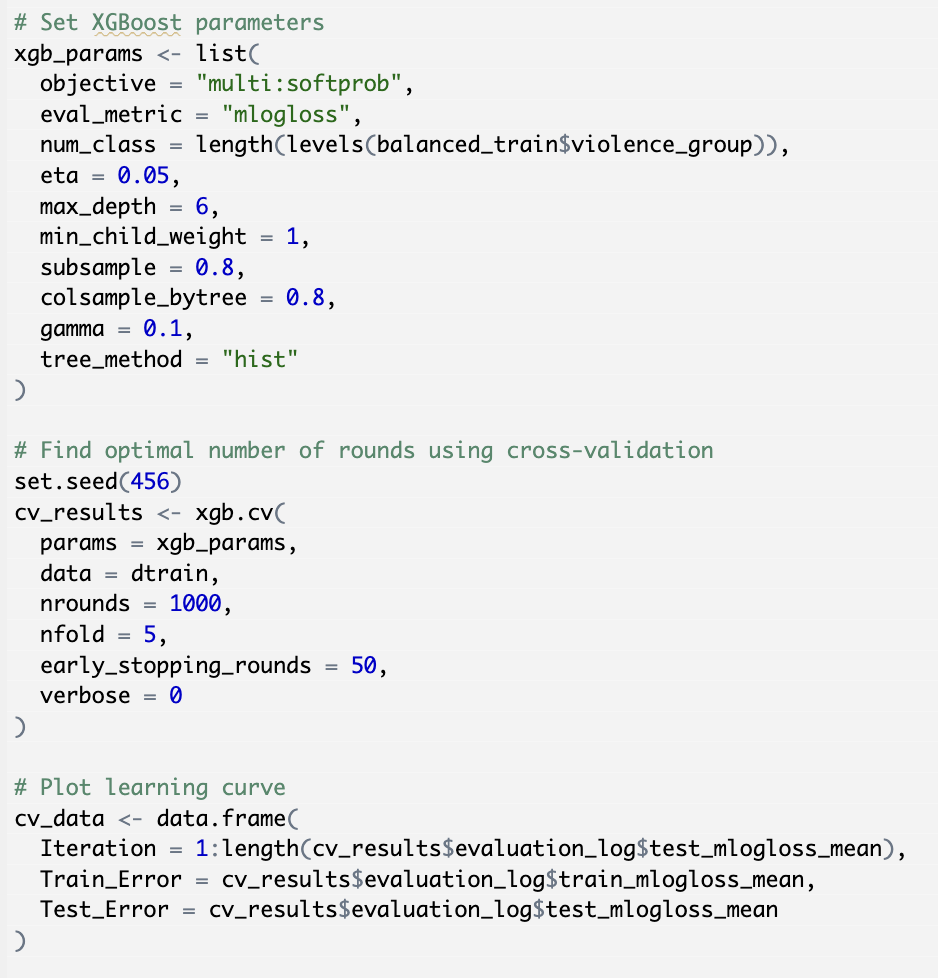 # Set XGBoost parameters
xgb_params <- list(
  objective = "multi:softprob",
  eval_metric = "mlogloss",
  num_class = length(levels(balanced_train$violence_group)),
  eta = 0.05,
  max_depth = 6,
  min_child_weight = 1,
  subsample = 0.8,
  colsample_bytree = 0.8,
  gamma = 0.1,
  tree_method = "hist"
)

# Find optimal number of rounds using cross-validation
set.seed(456)
cv_results <- xgb.cv(
  params = xgb_params,
  data = dtrain,
  nrounds = 1000,
  nfold = 5,
  early_stopping_rounds = 50,
  verbose = 0
)

# Plot learning curve
cv_data <- data.frame(
  Iteration = 1:length(cv_results$evaluation_log$test_mlogloss_mean),
  Train_Error = cv_results$evaluation_log$train_mlogloss_mean,
  Test_Error = cv_results$evaluation_log$test_mlogloss_mean
)